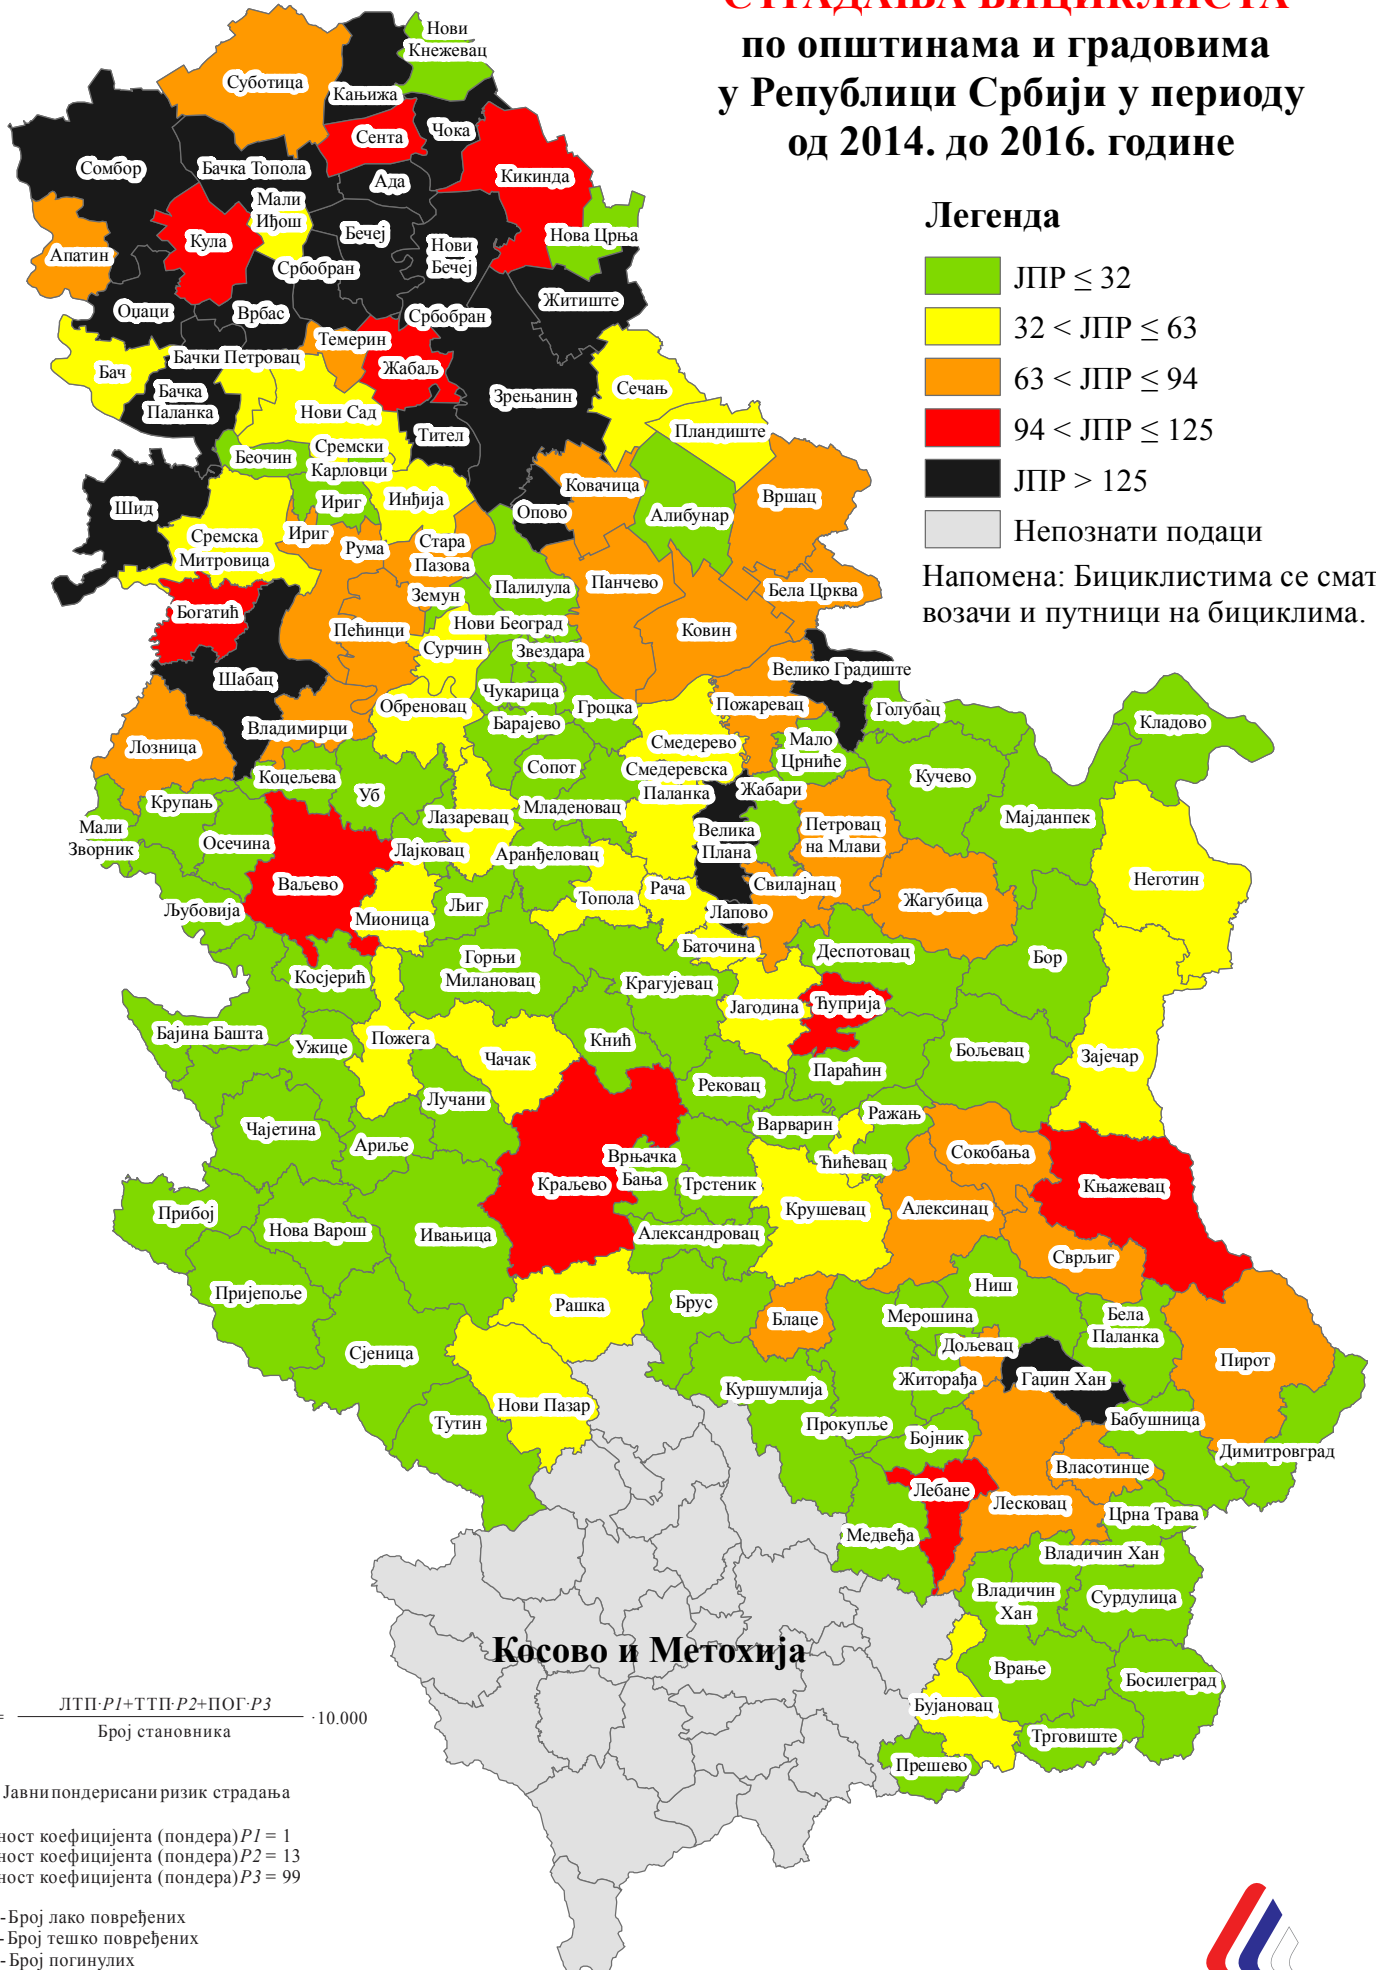 СТРАДАЊА БИЦИКЛИСТА
по општинама и градовима
у Републици Србији у периоду
од 2014. до 2016. године
Легенда
ЈПР ≤ 32
32 < ЈПР ≤ 63
63 < ЈПР ≤ 94
94 < ЈПР ≤ 125
ЈПР > 125
Непознати подаци
Напомена: Бициклистима се смат
возачи и путници на бициклима.
Нови
Кнежевац
Суботица
Кањижа
Сента
Чока
Сомбор
Бачка Топола
Ада
Кикинда
Мали
Иђош
Апатин
Кула
Бечеј
Нови
Бечеј
Нова Црња
Србобран
Житиште
Оџаци
Врбас
Србобран
Темерин
Бачки Петровац
Жабаљ
Бач
Бачка
Паланка
Зрењанин
Сечањ
Нови Сад
Тител
Пландиште
Беочин
Сремски
Карловци
Ириг
Инђија
Ковачица
Вршац
Шид
Опово
Алибунар
Сремска
Митровица
Ириг
Рума
Стара
Пазова
Земун
Палилула
Панчево
Бела Црква
Богатић
Пећинци
Нови Београд
Ковин
Сурчин
Звездара
Велико Градиште
Шабац
Чукарица
Обреновац
Гроцка
Пожаревац
Голубац
Кладово
Барајево
Лозница
Владимирци
Смедерево
Мало
Црниће
Сопот
Смедеревска
Паланка
Коцељева
Уб
Кучево
Жабари
Крупањ
Младеновац
Лазаревац
Мајданпек
Мали
Зворник
Осечина
Велика
Плана
Петровац
на Млави
Лајковац
Аранђеловац
Ваљево
Свилајнац
Неготин
Љубовија
Топола
Рача
Жагубица
Љиг
Мионица
Лапово
Баточина
Деспотовац
Бор
Горњи
Милановац
Косјерић
Крагујевац
Јагодина
Ћуприја
Бајина Башта
Ужице
Пожега
Кнић
Чачак
Бољевац
Зајечар
Параћин
Рековац
Лучани
Ражањ
Варварин
Чајетина
Ариље
Сокобања
Врњачка
Бања
Ћићевац
Краљево
Трстеник
Књажевац
Прибој
Крушевац
Алексинац
Нова Варош
Ивањица
Александровац
Сврљиг
Ниш
Пријепоље
Рашка
Брус
Блаце
Мерошина
Бела
Паланка
Сјеница
Дољевац
Пирот
Житорађа
Гаџин Хан
Куршумлија
Нови Пазар
Тутин
Прокупље
Бабушница
Бојник
Димитровград
Власотинце
Лебане
Лесковац
Црна Трава
Медвеђа
Владичин Хан
Владичин
Хан
Сурдулица
Косово и Метохија
Врање
Босилеград
Бујановац
Трговиште
Прешево
= ЛТП·P1+ТТП·P2+ПОГ·P3 ·10.000
Број становника
Јавни пондерисани ризик страдања
ност коефицијента (пондера) P1 = 1
ност коефицијента (пондера) P2 = 13
ност коефицијента (пондера) P3 = 99
- Број лако повређених
- Број тешко повређених
- Број погинулих